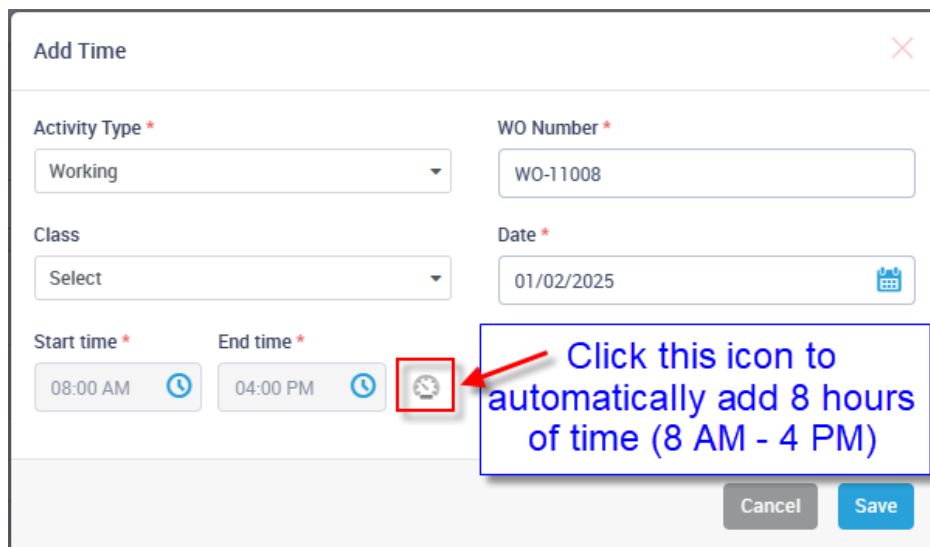 Add Time
Activity Type *
WO Number *
Working
WO-11008
Class
Date *
Select
01/02/2025
Start time *
End time *
08:00 AM
04:00 PM
Click this icon to
automatically add 8 hours
of time (8 AM - 4 PM)
Cancel
Save